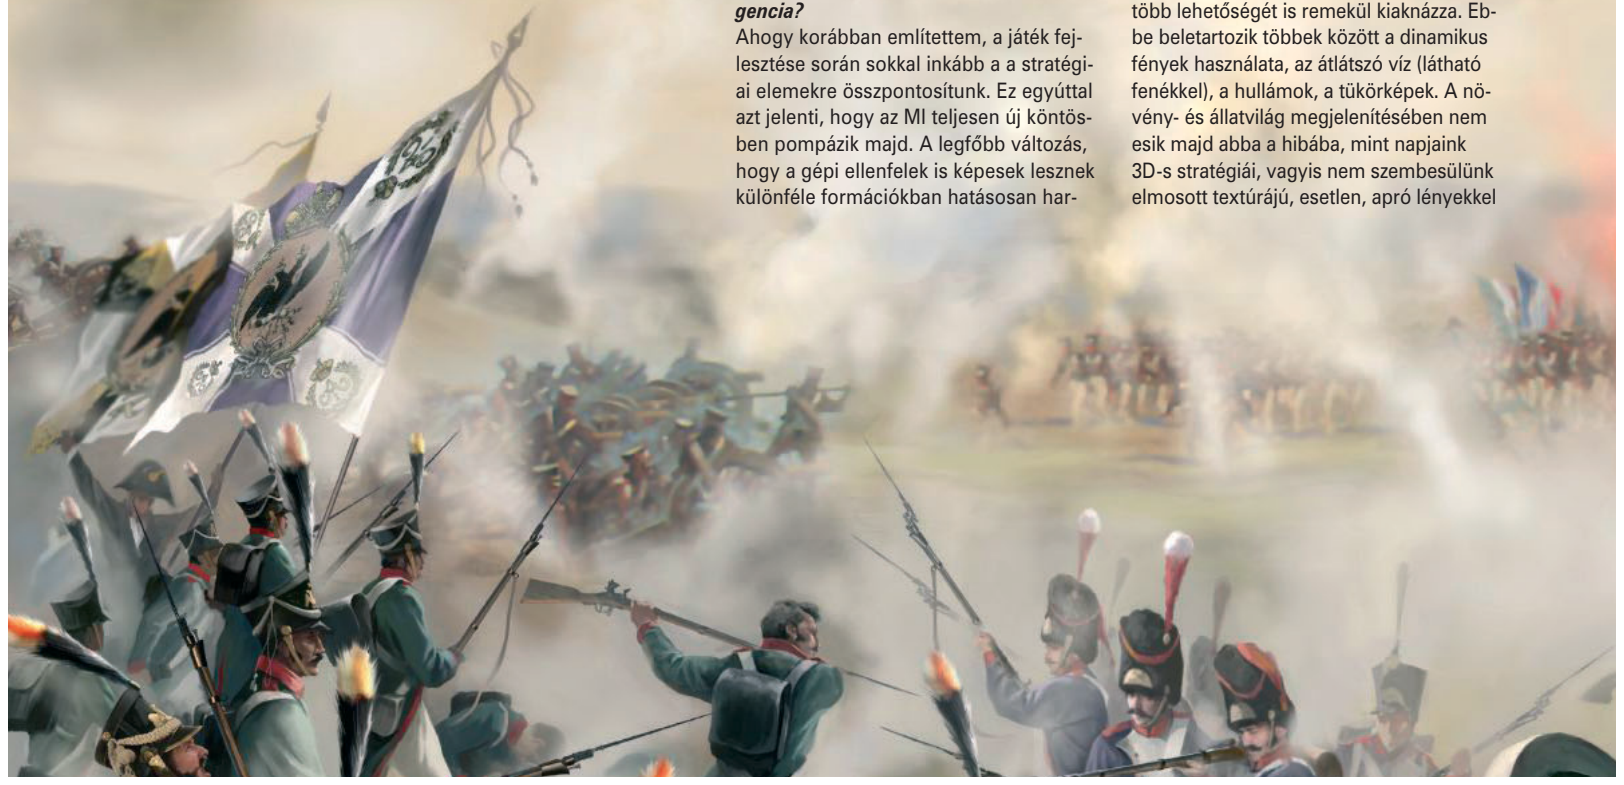 gencia?
Ahogy korábban említettem, a játék fej-
lesztése során sokkal inkább a a stratégi-
ai elemekre összpontosítunk. Ez egyúttal
azt jelenti, hogy az MI teljesen új köntös-
ben pompázik majd. A legfőbb változás,
hogy a gépi ellenfelek is képesek lesznek
különféle formációkban hatásosan har-
több lehetőségét is remekül kiaknázza. Eb-
be beletartozik többek között a dinamikus
fények használata, az átlátszó víz (látható
fenékkel), a hullámok, a tükörképek. A nö-
vény- és állatvilág megjelenítésében nem
esik majd abba a hibába, mint napjaink
3D-s stratégiái, vagyis nem szembesülünk
elmosott textúrájú, esetlen, apró lényekkel